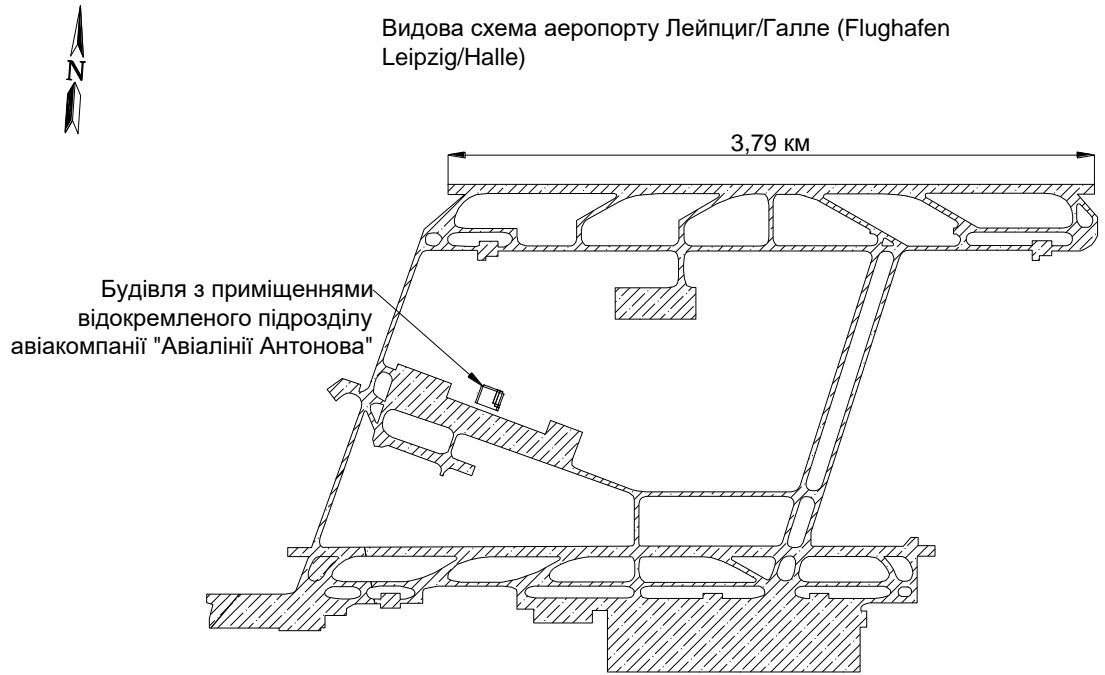 Видова схема аеропорту Лейпциг/Галле (Flughafen
Leipzig/Halle)
N
3,79 км
Будівля з приміщеннями
відокремленого підрозділу
авіакомпанії "Авіалінії Антонова"